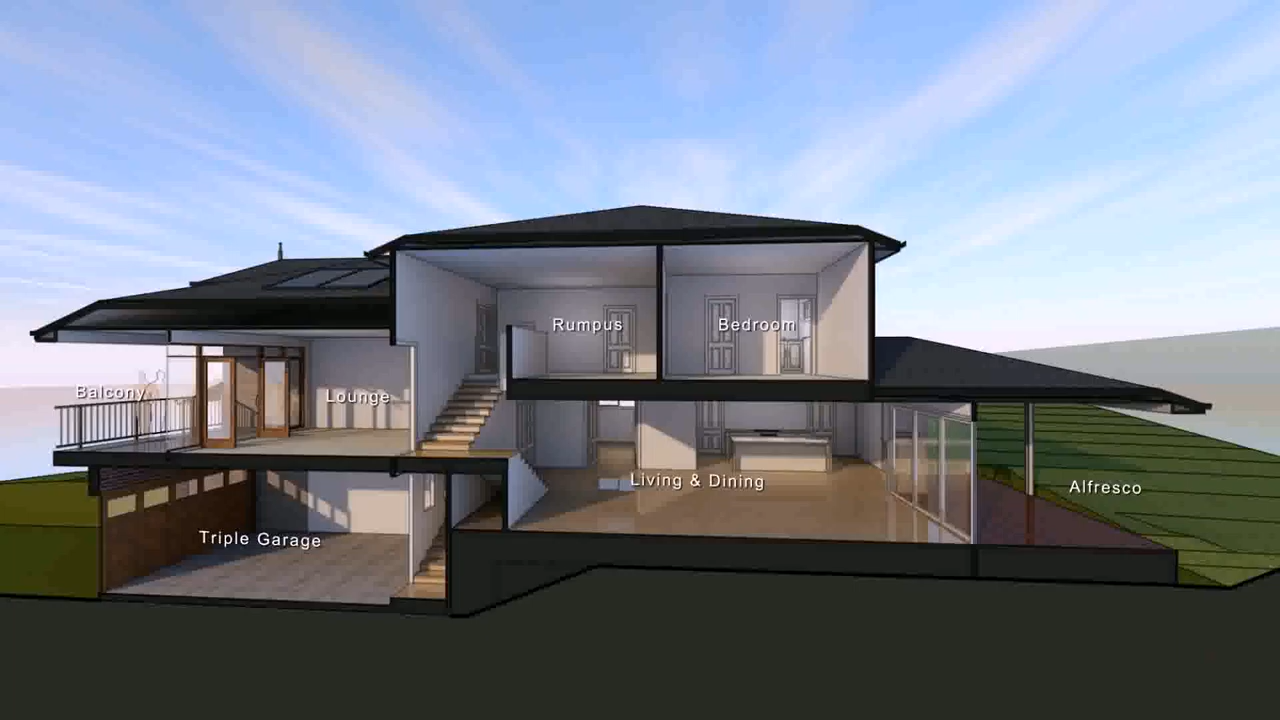 Rumpus
Bedroom
Balcony
Lounge
Living & Dining
Alfresco
Triple Garage